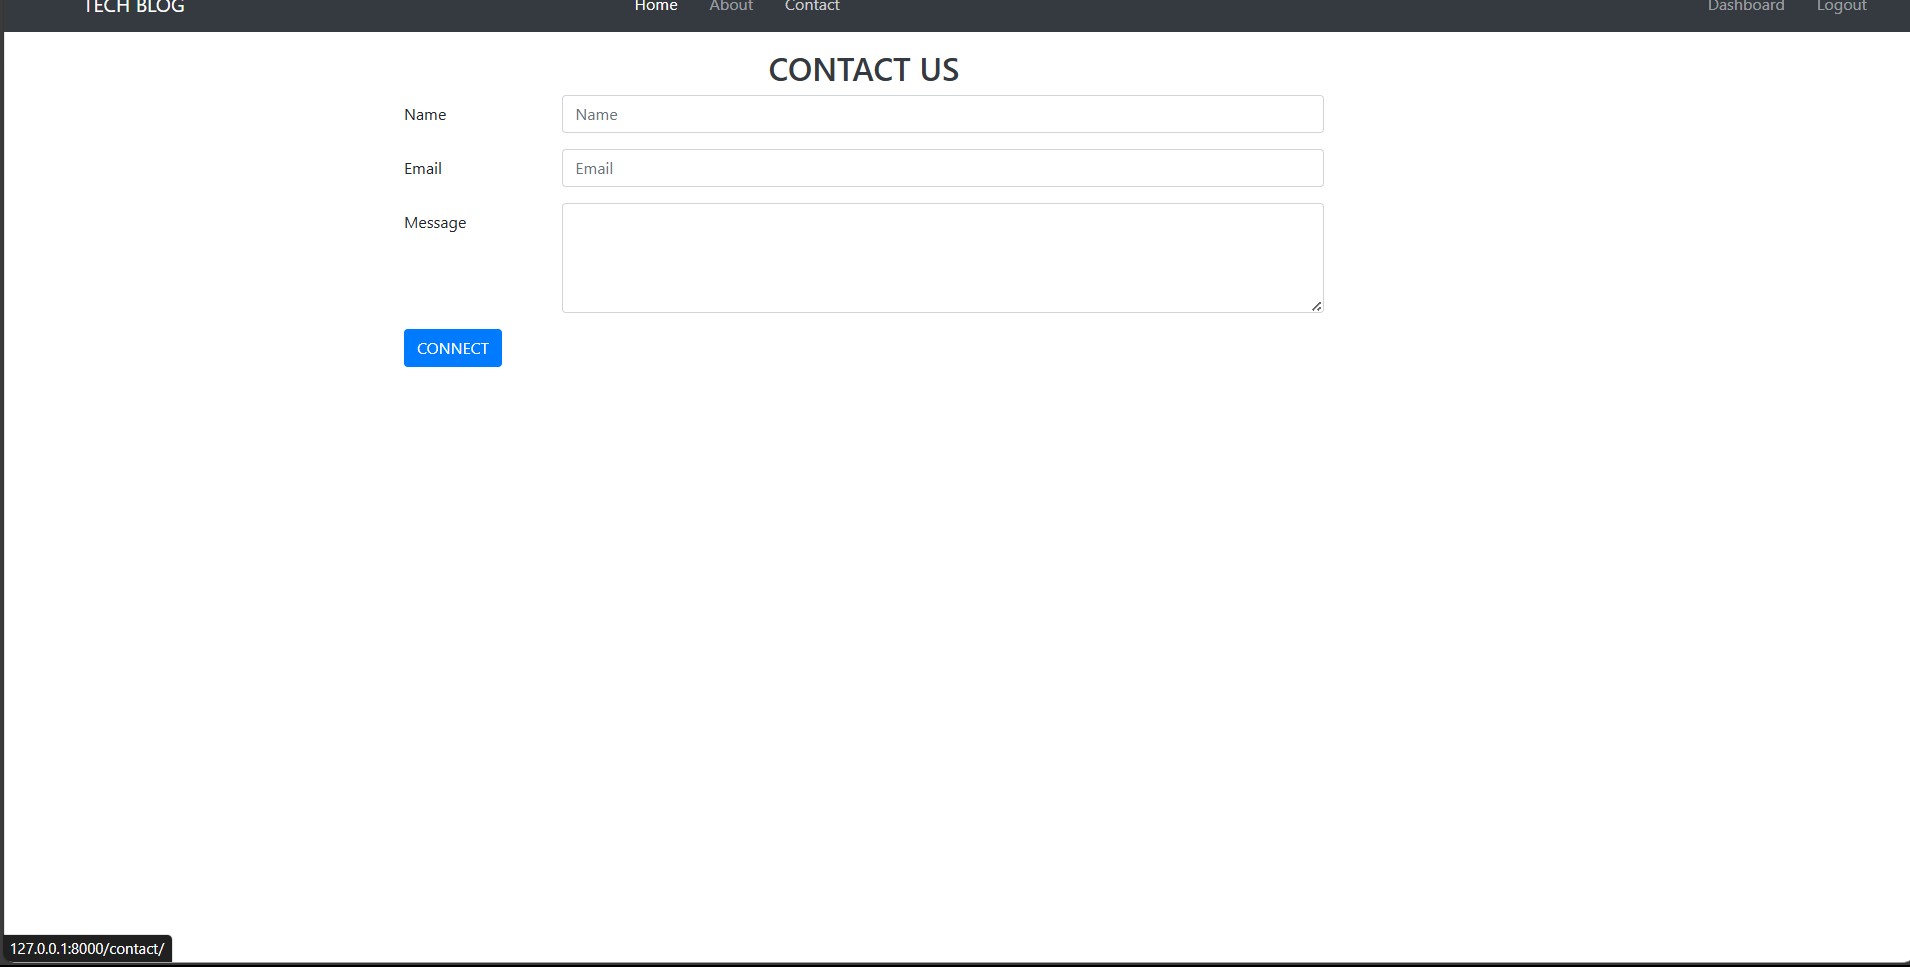 TECH BLOG Home About Contact Dashboard Logout
CONTACT US
Name Name
Email Email
Message
CONNECT
127.0.0.1:8000/contact/